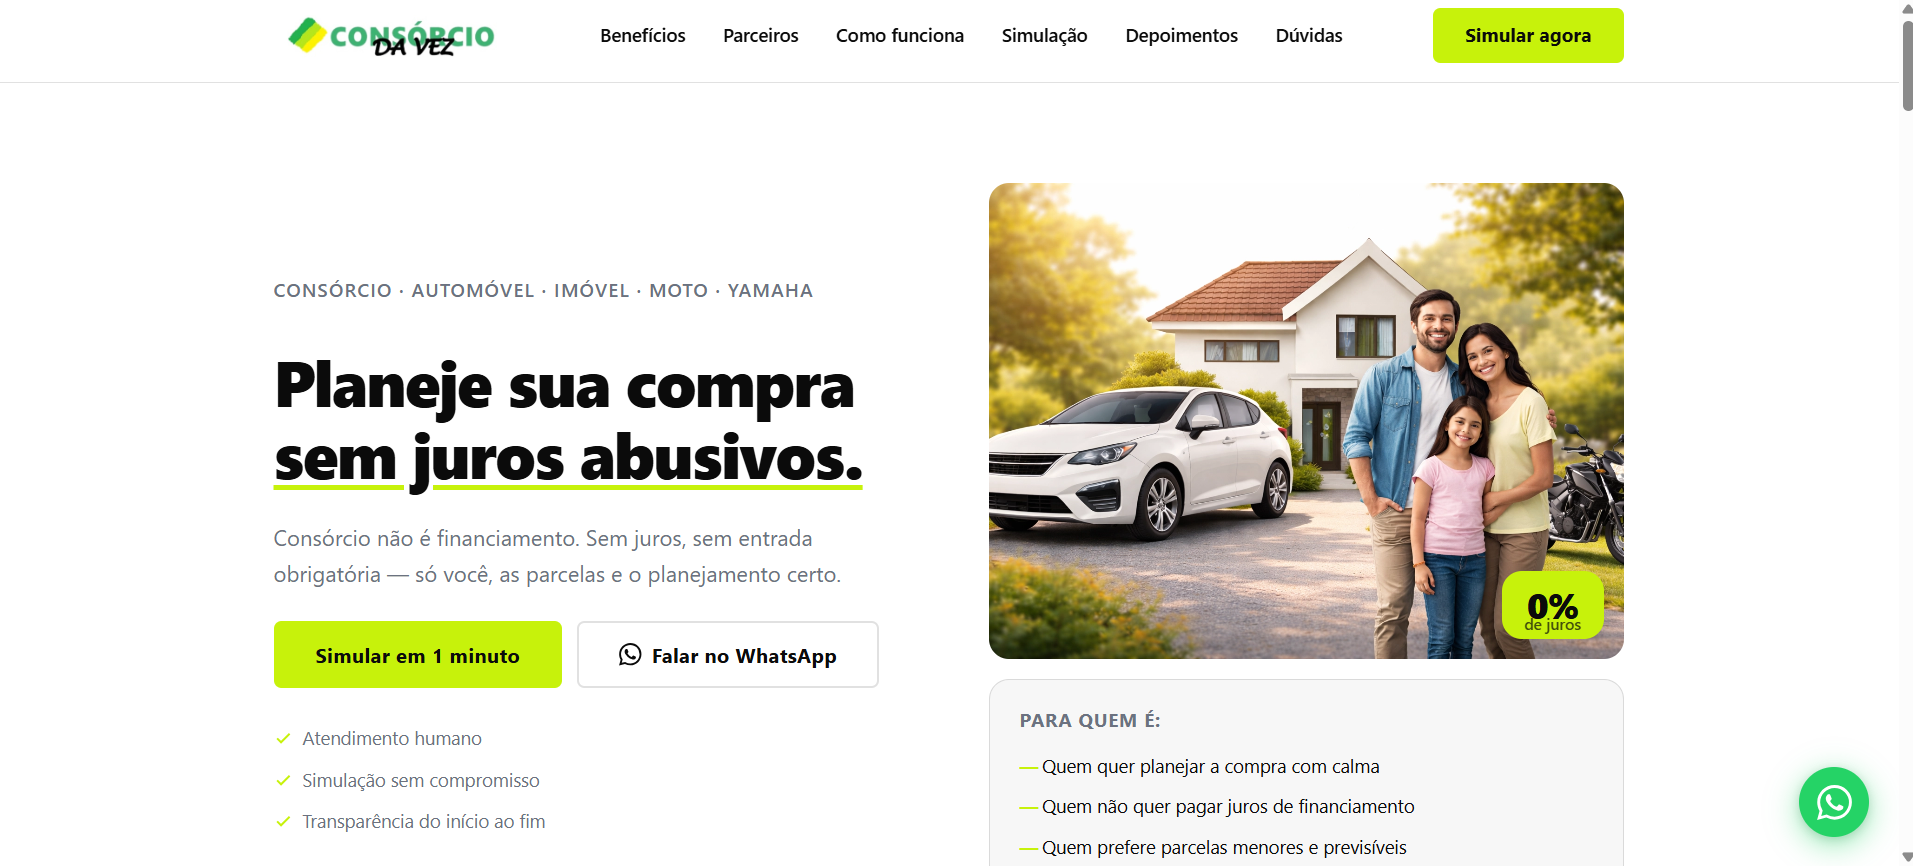 CONSÓRCIO
DA VEZ
Benefícios
Parceiros
Como funciona
Simulação
Depoimentos
Dúvidas
Simular agora
CONSÓRCIO · AUTOMÓVEL · IMÓVEL · MOTO · YAMAHA
Planeje sua compra
sem juros abusivos.
Consórcio não é financiamento. Sem juros, sem entrada
obrigatória — só você, as parcelas e o planejamento certo.
Simular em 1 minuto
Falar no WhatsApp
Atendimento humano
Simulação sem compromisso
Transparência do início ao fim
0%
de juros
PARA QUEM É:
— Quem quer planejar a compra com calma
— Quem não quer pagar juros de financiamento
— Quem prefere parcelas menores e previsíveis